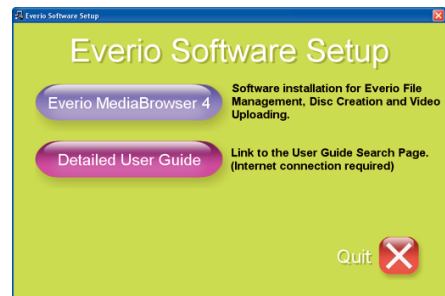 Everio Software Setup
Everio Software Setup
Everio MediaBrowser 4
Software installation for Everio File
Management, Disc Creation and Video
Uploading.
Detailed User Guide
Link to the User Guide Search Page.
(Internet connection required)
Quit